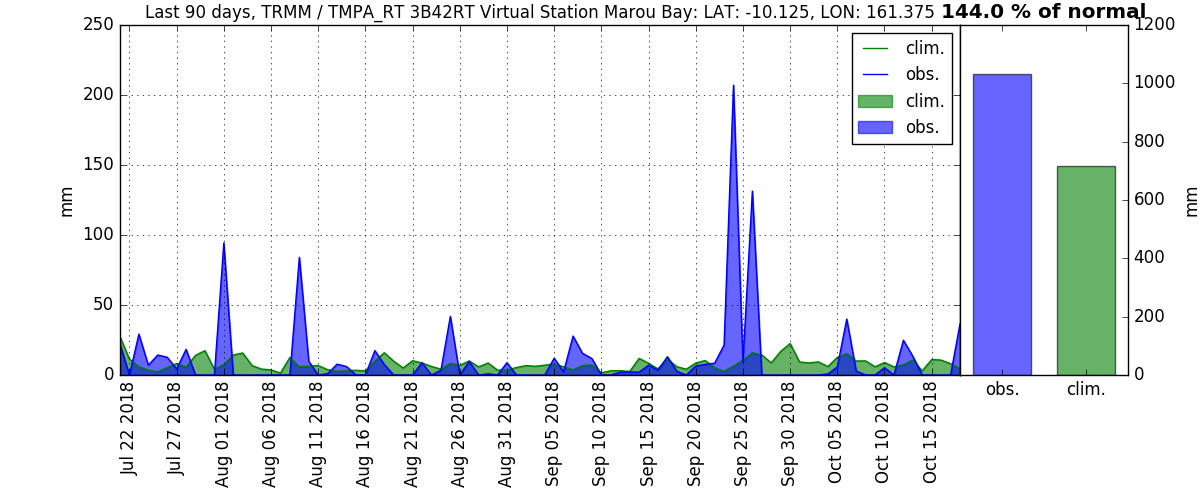 Last 90 days, TRMM / TMPA_RT 3B42RT Virtual Station Marou Bay: LAT: -10.125, LON: 161.375 144.0 % of normal
250
200
150
100
50
0
mm
clim.
obs.
clim.
obs.
1200
1000
800
600
400
200
0
mm
obs.
clim.
Jul 22 2018
Jul 27 2018
Aug 01 2018
Aug 06 2018
Aug 11 2018
Aug 16 2018
Aug 21 2018
Aug 26 2018
Aug 31 2018
Sep 05 2018
Sep 10 2018
Sep 15 2018
Sep 20 2018
Sep 25 2018
Sep 30 2018
Oct 05 2018
Oct 10 2018
Oct 15 2018